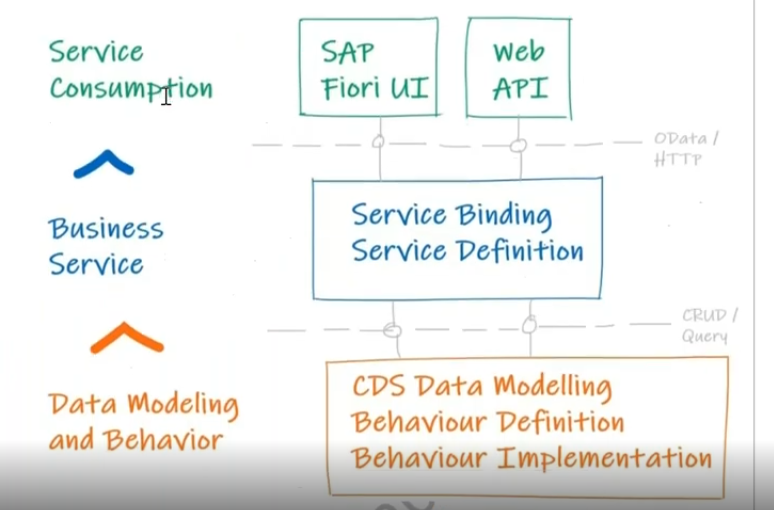 Service
Consumption
SAP
Fiori UI
Web
API
OData /
HTTP
Business
Service
Service Binding
Service Definition
CRUD /
Query
Data Modeling
and Behavior
CDS Data Modelling
Behaviour Definition
Behaviour Implementation